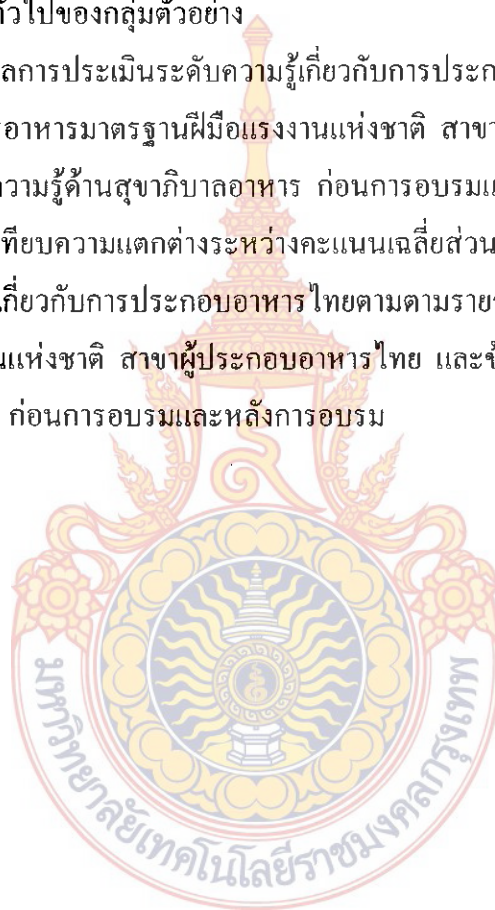 ทั่วไปของกลุ่มตัวอย่าง
ลการประเมินระดับความรู้เกี่ยวกับการประก
อาหารมาตรฐานฝีมือแรงงานแห่งชาติ สาขา
วามรู้ด้านสุขาภิบาลอาหาร ก่อนการอบรมแ
ทียบความแตกต่างระหว่างคะแนนเฉลี่ยส่วน
กี่ยวกับการประกอบอาหารไทยตามตามราย
นแห่งชาติ สาขาผู้ประกอบอาหารไทย และข้
ก่อนการอบรมและหลังการอบรม
มหาวิทยาลัยเทคโนโลยีราชมงคลกรุงเทพ